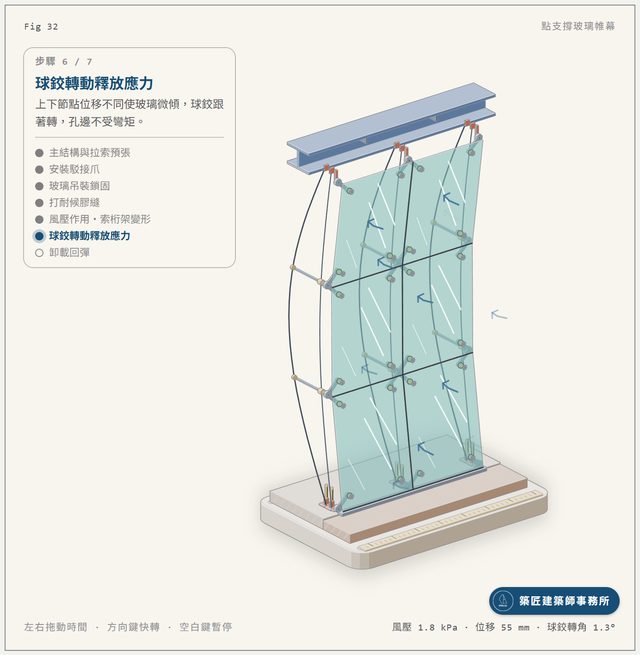 Fig 32
點支撐玻璃帷幕
步驟 6 / 7
球鉸轉動釋放應力
上下節點位移不同使玻璃微傾，球鉸跟
著轉，孔邊不受彎矩。
主結構與拉索預張
安裝駁接爪
玻璃吊裝鎖固
打耐候膠縫
風壓作用・索桁架變形
球鉸轉動釋放應力
卸載回彈
築匠建築師事務所
左右拖動時間 · 方向鍵快轉 · 空白鍵暫停
風壓 1.8 kPa · 位移 55 mm · 球鉸轉角 1.3°